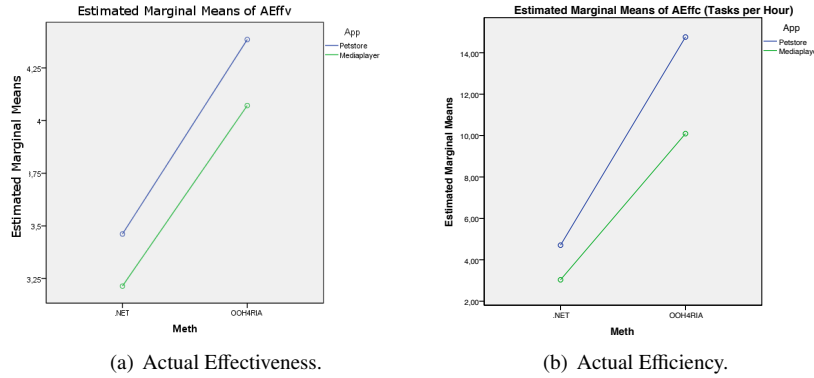 Estimated Marginal Means of AEffv
App
Petstore
Mediaplayer
Estimated Marginal Means
4,25
4
1,75
3,5
3,25
.NET
OOH4RIA
Meth
(a) Actual Effectiveness.
Estimated Marginal Means of AEffc (Tasks per Hour)
App
Petstore
Mediaplayer
Estimated Marginal Means
14,00
12,00
10,00
8,00
6,00
4,00
2,00
.NET
OOH4RIA
Meth
(b) Actual Efficiency.